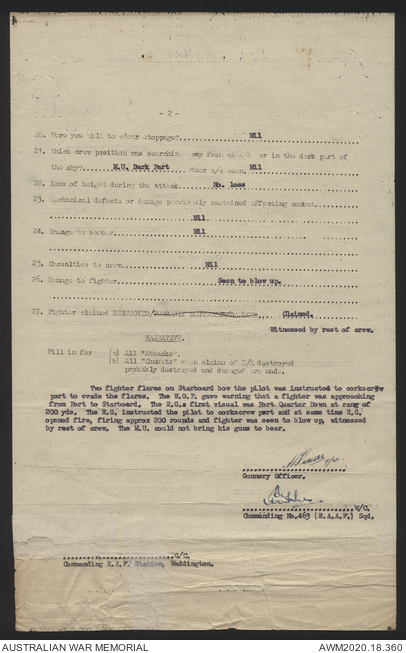 - 2 -
20. Were you able to clear stoppage? Nil
21. Which crew position was searching away from or in the dark part of
the sky? M.U. Dark Part Nil
22. Loss of height during the attack No. loss
23. Mechanical defects or damage previously sustained affecting combat
Nil
24. Damage to bomber Nil
25. Casualties to crew Nil
26. Damage to fighter Seen to blow up.
27. Fighter claimed DESTROYED/ Claimed.
Witnessed by rest of crew.
NARRATIVE.
Fill in for (a) All "Attacks".
(b) All "Combats" when claims of E/A destroyed
probably destroyed and damaged are made.
Two fighter flares on Starboard bow the pilot was instructed to corkscrew
port to evade the flares. The W.O.P. gave warning that a fighter was approaching
from Port to Starboard. The R.G.s first visual was Port Quarter Down at rang of
200 yds. The R.G. instructed the pilot to corkscrew port and at same time R.G.
opened fire, firing approx 200 rounds and fighter was seen to blow up, witnessed
by rest of crew. The M.U. could not bring his guns to bear.
Gunnery Officer.
W/C.
Commanding No.463 (R.A.A.F.) Sqd.
G/C.
Commanding R.A.F. Station, Waddington.
AUSTRALIAN WAR MEMORIAL AWM2020.18.360